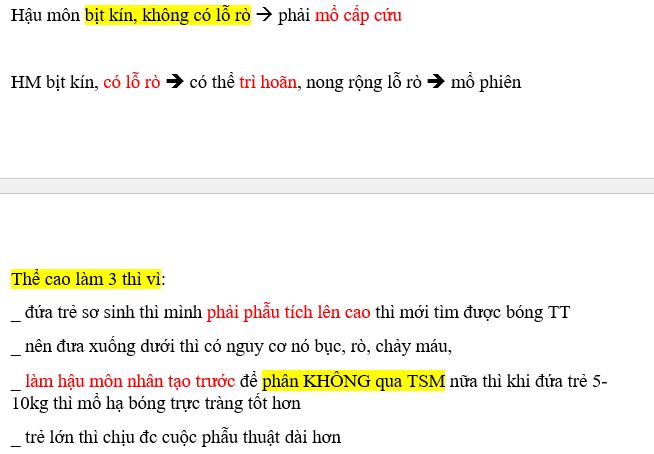 Hậu môn bịt kín, không có lỗ rò → phải mổ cấp cứu
HM bịt kín, có lỗ rò → có thể trì hoãn, nong rộng lỗ rò → mổ phiên
Thể cao làm 3 thì vì:
_ đứa trẻ sơ sinh thì mình phải phẫu tích lên cao thì mới tìm được bóng TT
_ nên đưa xuống dưới thì có nguy cơ nó bục, rò, chảy máu,
_ làm hậu môn nhân tạo trước để phân KHÔNG qua TSM nữa thì khi đứa trẻ 5-
10kg thì mổ hạ bóng trực tràng tốt hơn
_ trẻ lớn thì chịu đc cuộc phẫu thuật dài hơn